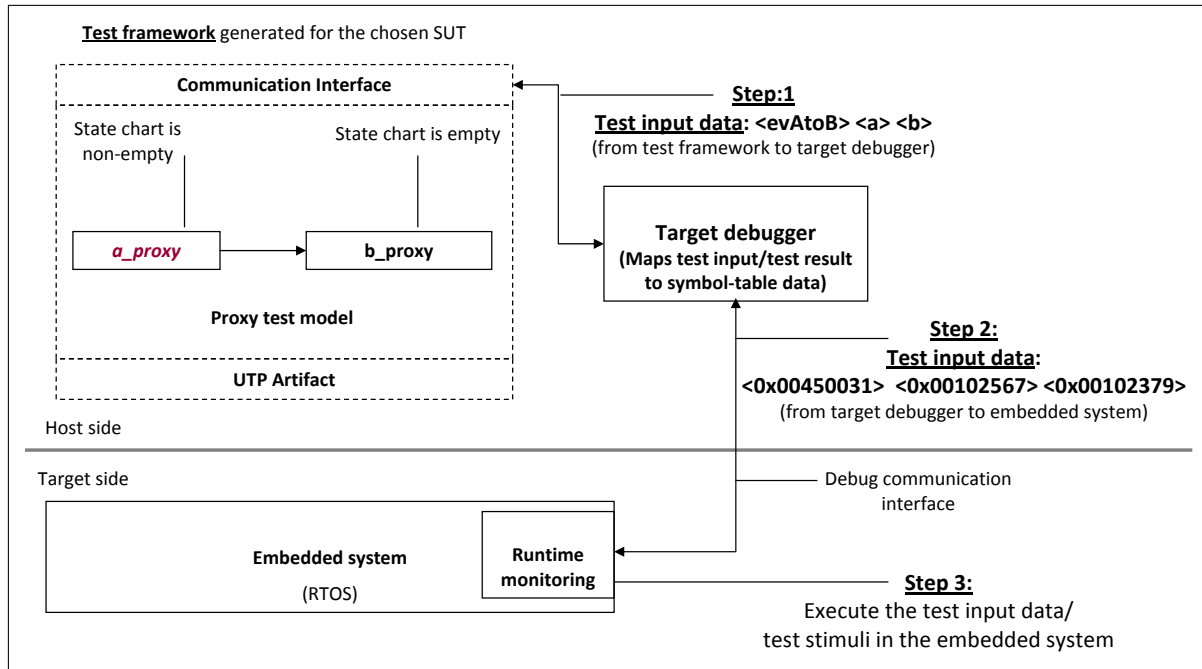 Test framework generated for the chosen SUT
Communication Interface
State chart is
non-empty
State chart is empty
a_proxy
b_proxy
Proxy test model
UTP Artifact
Host side
Step:1
Test input data: <evAtoB> <a> <b>
(from test framework to target debugger)
Target debugger
(Maps test input/test result
to symbol-table data)
Step 2:
Test input data:
<0x00450031> <0x00102567> <0x00102379>
(from target debugger to embedded system)
Target side
Debug communication
interface
Embedded system
(RTOS)
Runtime
monitoring
Step 3:
Execute the test input data/
test stimuli in the embedded system